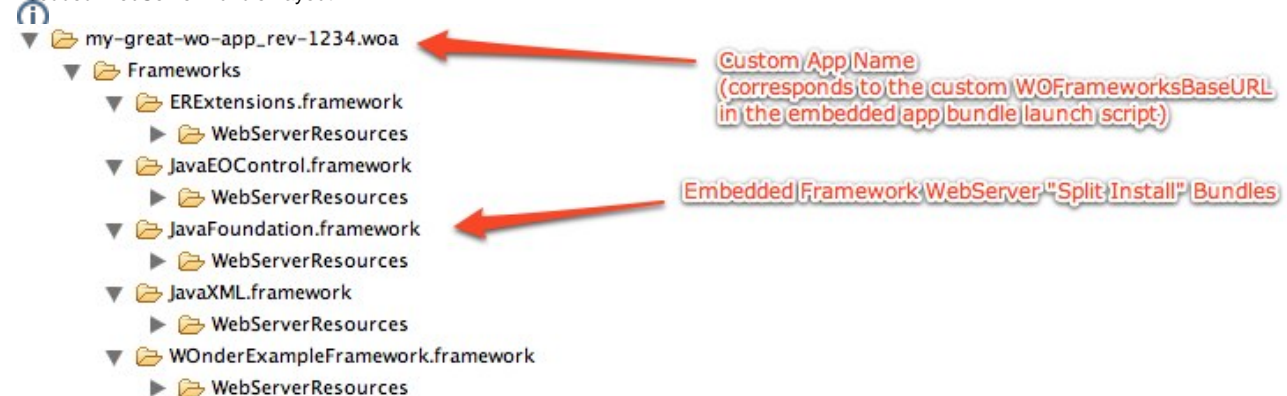 my-great-wo-app_rev-1234.woa
Custom App Name
(corresponds to the custom WOFrameworksBaseURL
in the embedded app bundle launch script)
Frameworks
ERExtensions.framework
WebServerResources
JavaEOControl.framework
WebServerResources
Embedded Framework WebServer "Split Install" Bundles
JavaFoundation.framework
WebServerResources
JavaXML.framework
WebServerResources
WOnderExampleFramework.framework
WebServerResources